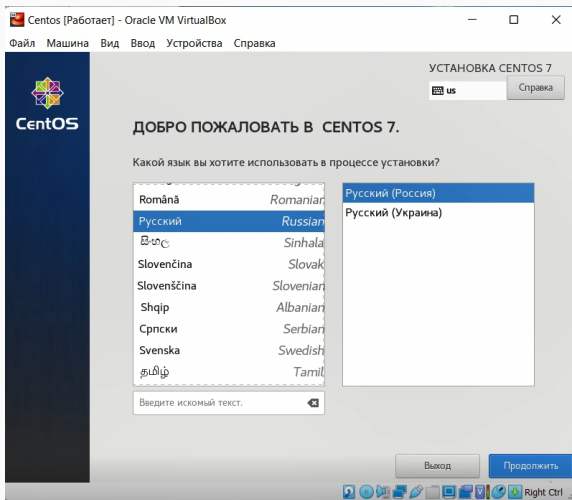 Centos [Работает] - Oracle VM VirtualBox
Файл Машина Вид Ввод Устройства Справка
УСТАНОВКА CENTOS 7
us Справка
CentOS
ДОБРО ПОЖАЛОВАТЬ В CENTOS 7.
Какой язык вы хотите использовать в процессе установки?
Română Romanian
Русский Russian
සිංහල Sinhala
Slovenčina Slovak
Slovenščina Slovenian
Shqip Albanian
Српски Serbian
Svenska Swedish
தமிழ் Tamil
Русский (Россия)
Русский (Украина)
Введите искомый текст.
Выход Продолжить
Right Ctrl